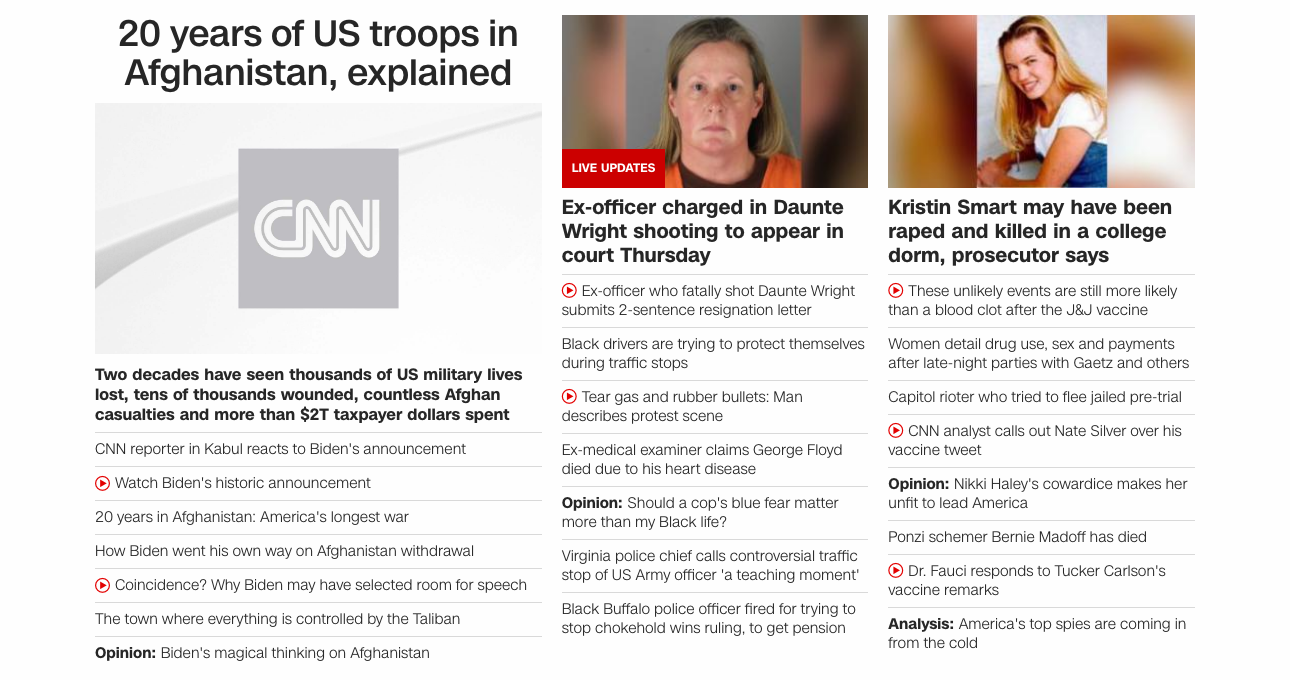 20 years of US troops in
Afghanistan, explained
CNN
Two decades have seen thousands of US military lives
lost, tens of thousands wounded, countless Afghan
casualties and more than $2T taxpayer dollars spent
CNN reporter in Kabul reacts to Biden's announcement
Watch Biden's historic announcement
20 years in Afghanistan: America's longest war
How Biden went his own way on Afghanistan withdrawal
Coincidence? Why Biden may have selected room for speech
The town where everything is controlled by the Taliban
Opinion: Biden's magical thinking on Afghanistan
LIVE UPDATES
Ex-officer charged in Daunte
Wright shooting to appear in
court Thursday
Ex-officer who fatally shot Daunte Wright
submits 2-sentence resignation letter
Black drivers are trying to protect themselves
during traffic stops
Tear gas and rubber bullets: Man
describes protest scene
Ex-medical examiner claims George Floyd
died due to his heart disease
Opinion: Should a cop's blue fear matter
more than my Black life?
Virginia police chief calls controversial traffic
stop of US Army officer 'a teaching moment'
Black Buffalo police officer fired for trying to
stop chokehold wins ruling, to get pension
Kristin Smart may have been
raped and killed in a college
dorm, prosecutor says
These unlikely events are still more likely
than a blood clot after the J&J vaccine
Women detail drug use, sex and payments
after late-night parties with Gaetz and others
Capitol rioter who tried to flee jailed pre-trial
CNN analyst calls out Nate Silver over his
vaccine tweet
Opinion: Nikki Haley's cowardice makes her
unfit to lead America
Ponzi schemer Bernie Madoff has died
Dr. Fauci responds to Tucker Carlson's
vaccine remarks
Analysis: America's top spies are coming in
from the cold